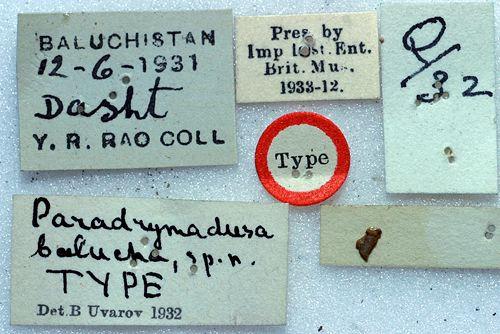 BALUCHISTAN
12-6-1931
Dasht
Y. R. RAO COLL
Pres. by
Imp Inst. Ent.
Brit. Mus.
1933-12.
Type
Paradrymadusa
balucha, sp. n.
TYPE
Det. B Uvarov 1932